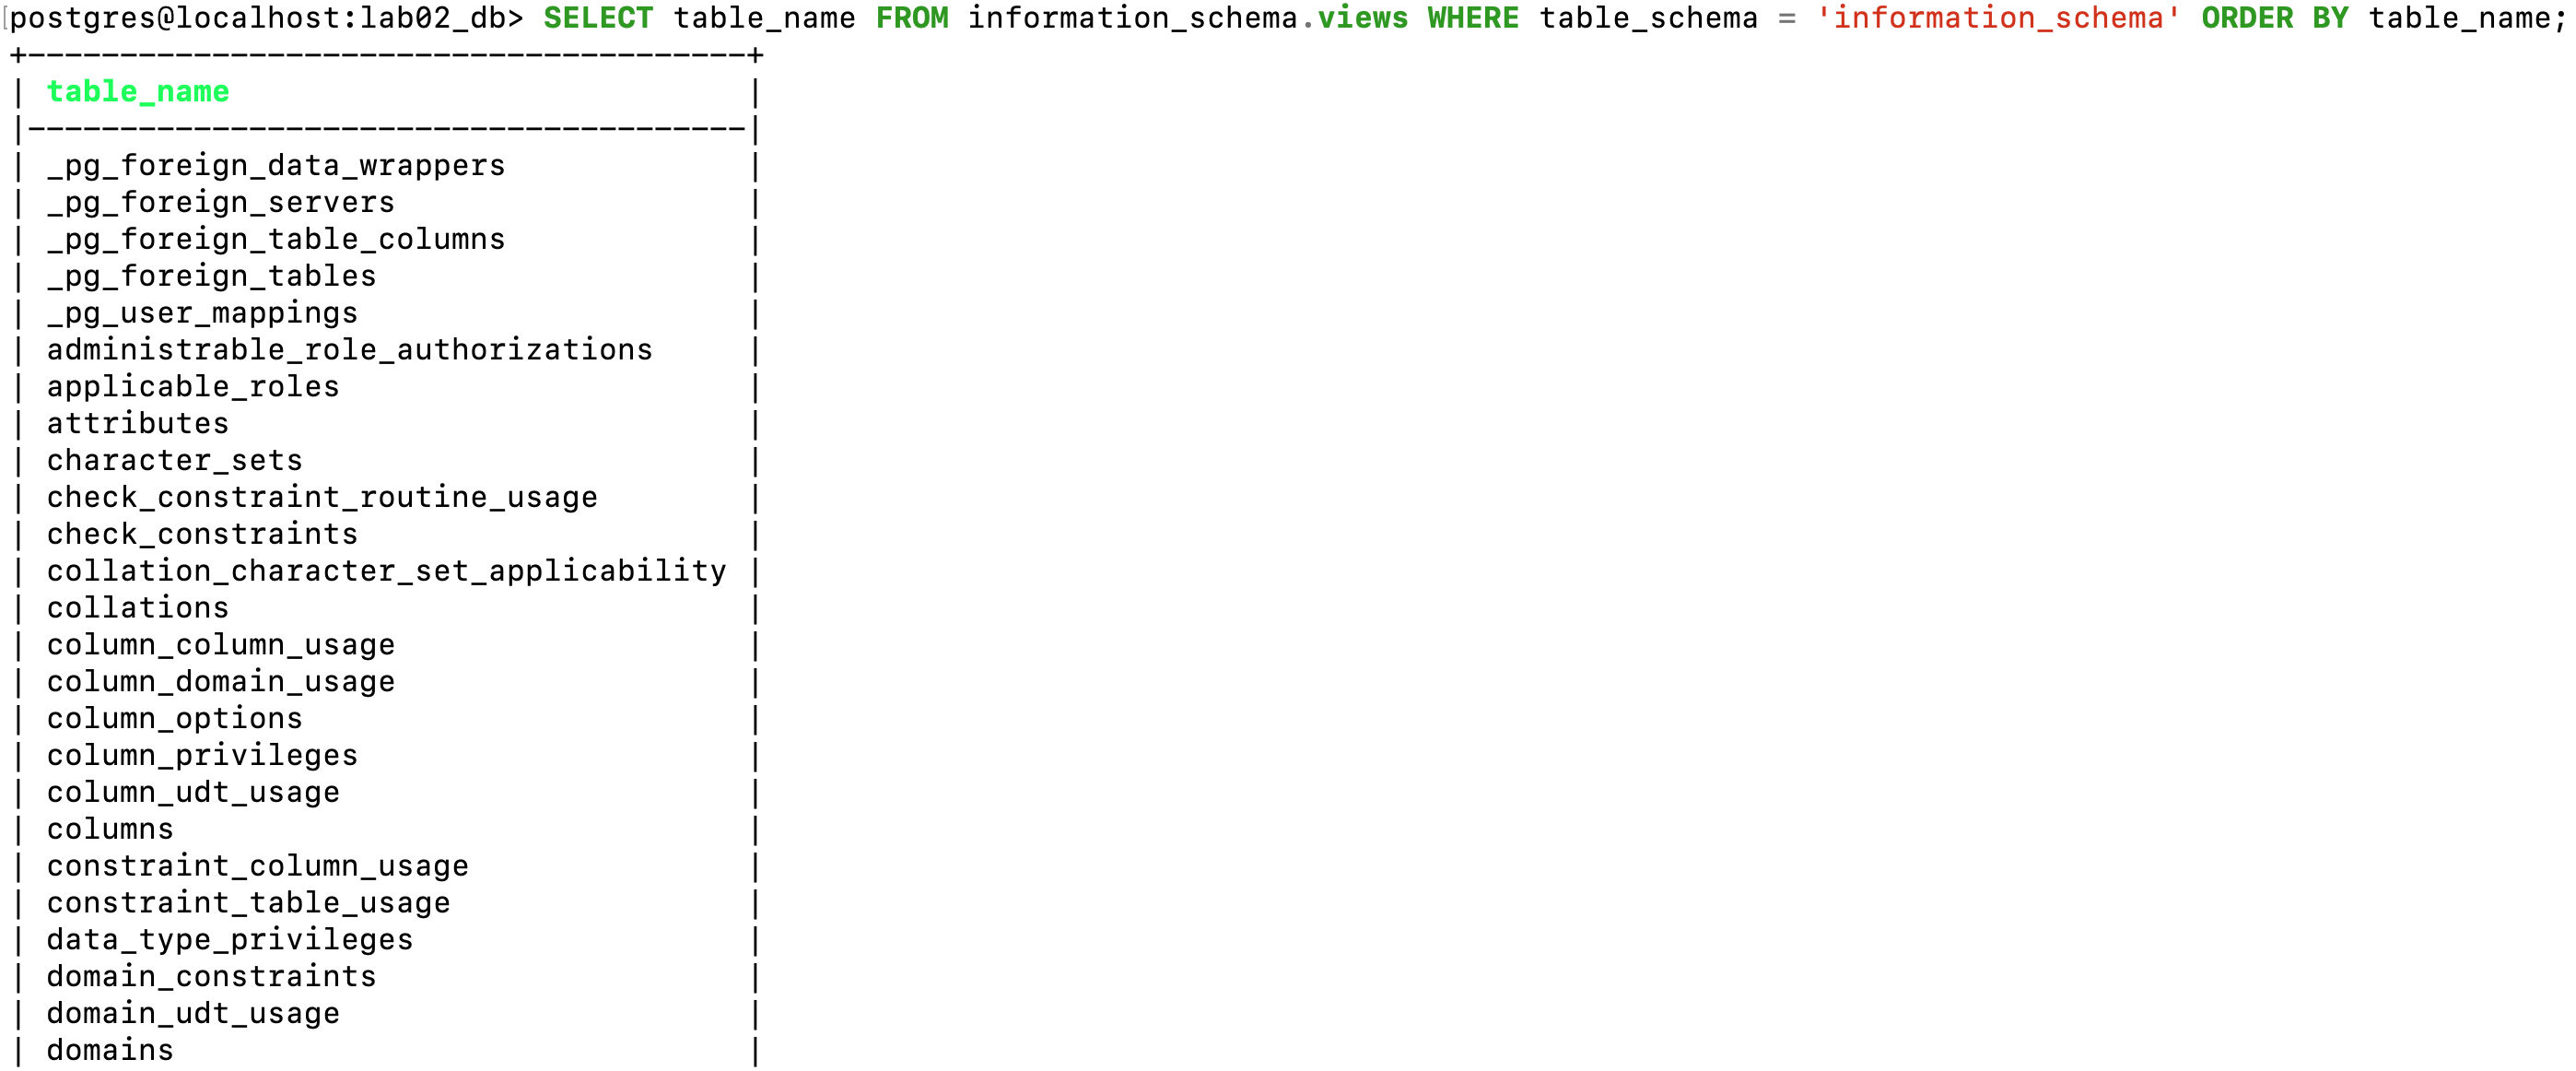 postgres@localhost:lab02_db> SELECT table_name FROM information_schema.views WHERE table_schema = 'information_schema' ORDER BY table_name;
+---------------------------------------+
| table_name                            |
|---------------------------------------|
| _pg_foreign_data_wrappers             |
| _pg_foreign_servers                   |
| _pg_foreign_table_columns             |
| _pg_foreign_tables                    |
| _pg_user_mappings                     |
| administrable_role_authorizations     |
| applicable_roles                      |
| attributes                            |
| character_sets                        |
| check_constraint_routine_usage        |
| check_constraints                     |
| collation_character_set_applicability |
| collations                            |
| column_column_usage                   |
| column_domain_usage                   |
| column_options                        |
| column_privileges                     |
| column_udt_usage                      |
| columns                               |
| constraint_column_usage               |
| constraint_table_usage                |
| data_type_privileges                  |
| domain_constraints                    |
| domain_udt_usage                      |
| domains                               |